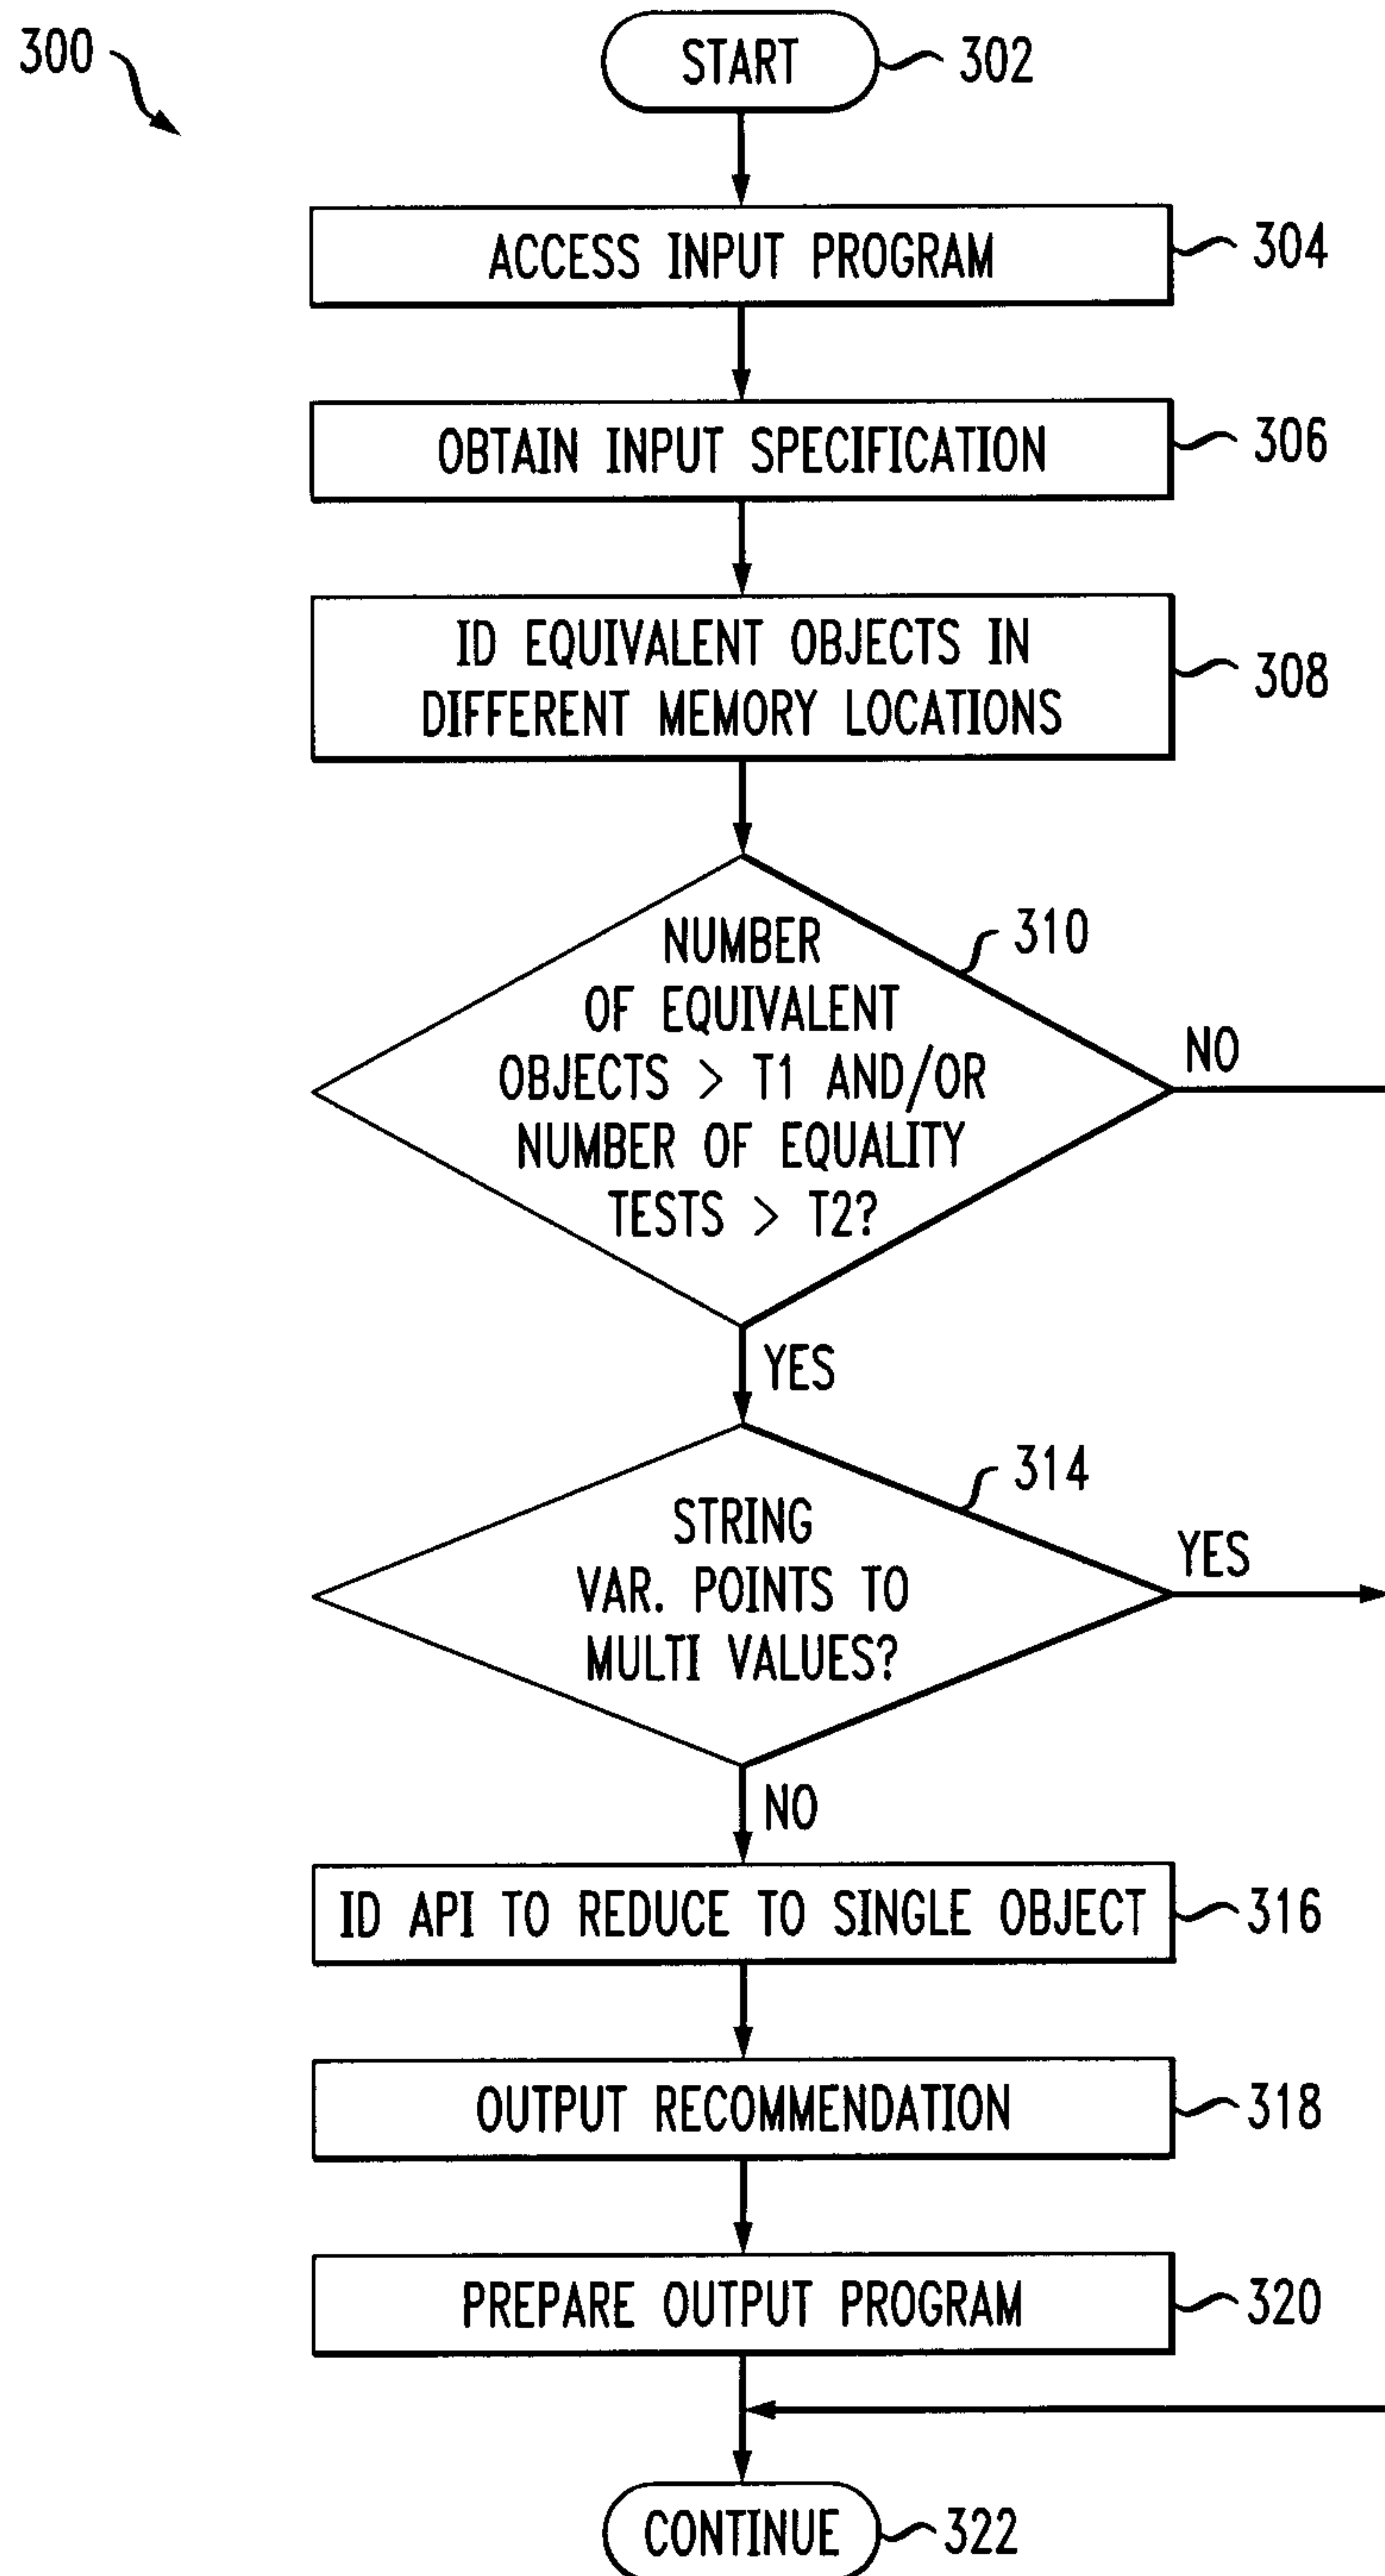 300
START
302
ACCESS INPUT PROGRAM
304
OBTAIN INPUT SPECIFICATION
306
ID EQUIVALENT OBJECTS IN
DIFFERENT MEMORY LOCATIONS
308
NUMBER
OF EQUIVALENT
OBJECTS > T1 AND/OR
NUMBER OF EQUALITY
TESTS > T2?
310
NO
YES
STRING
VAR. POINTS TO
MULTI VALUES?
314
YES
NO
ID API TO REDUCE TO SINGLE OBJECT
316
OUTPUT RECOMMENDATION
318
PREPARE OUTPUT PROGRAM
320
CONTINUE
322